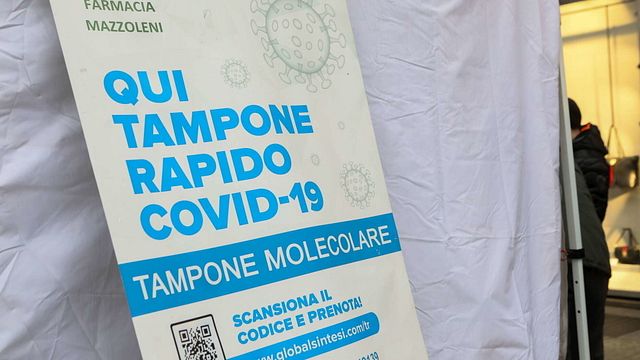 FARMACIA
MAZZOLENI
QUI
TAMPONE
RAPIDO
COVID-19
TAMPONE MOLECOLARE
SCANSIONA IL
CODICE E PRENOTA!
www.globalsintesi.com/tr